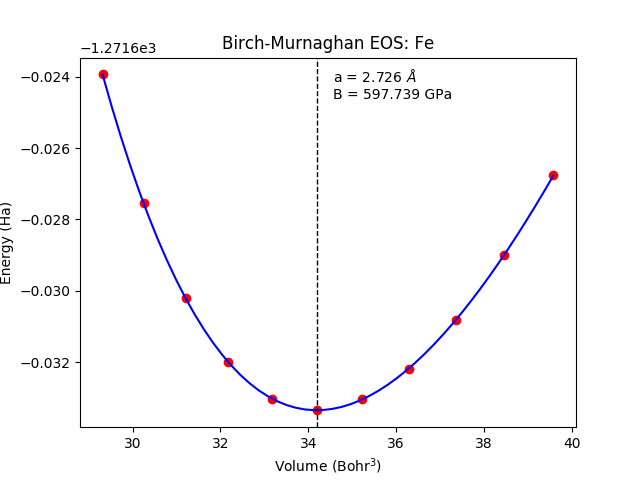 Birch-Murnaghan EOS: Fe
−1.2716e3
a = 2.726 Å
B = 597.739 GPa
−0.024
−0.026
−0.028
−0.030
−0.032
Energy (Ha)
30 32 34 36 38 40
Volume (Bohr³)